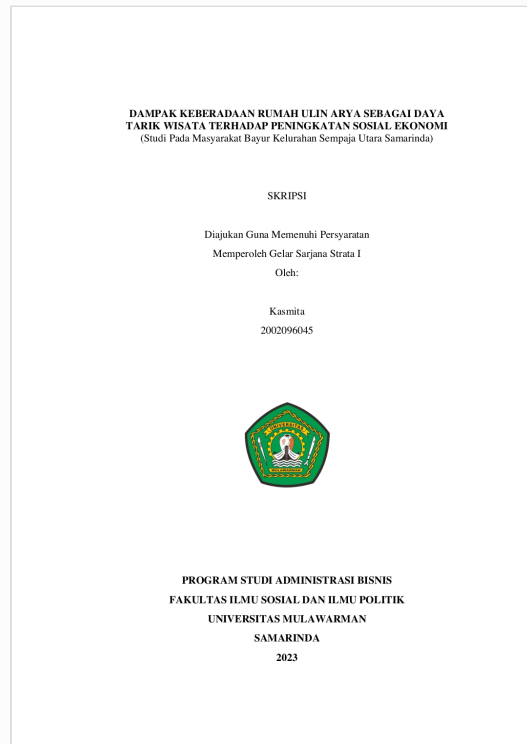 DAMPAK KEBERADAAN RUMAH ULIN ARYA SEBAGAI DAYA
TARIK WISATA TERHADAP PENINGKATAN SOSIAL EKONOMI
(Studi Pada Masyarakat Bayur Kelurahan Sempaja Utara Samarinda)
SKRIPSI
Diajukan Guna Memenuhi Persyaratan
Memperoleh Gelar Sarjana Strata I
Oleh:
Kasmita
2002096045
UNIVERSITAS
MULAWARMAN
PROGRAM STUDI ADMINISTRASI BISNIS
FAKULTAS ILMU SOSIAL DAN ILMU POLITIK
UNIVERSITAS MULAWARMAN
SAMARINDA
2023